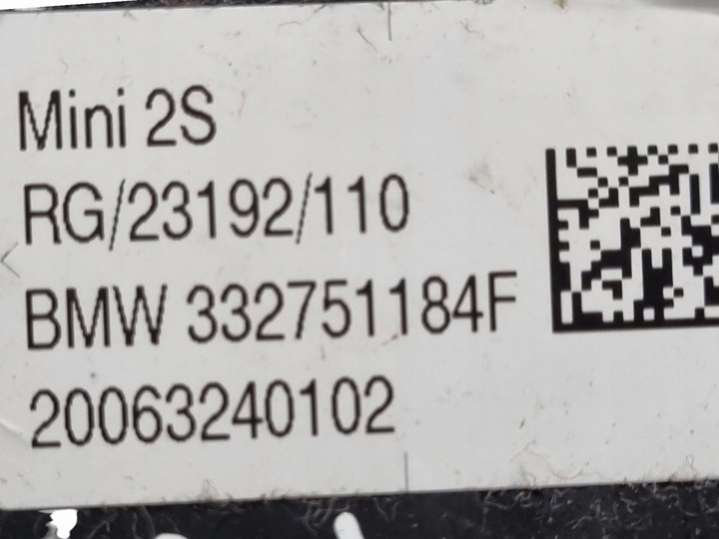 Mini 2S
RG/23192/110
BMW 332751184F
20063240102